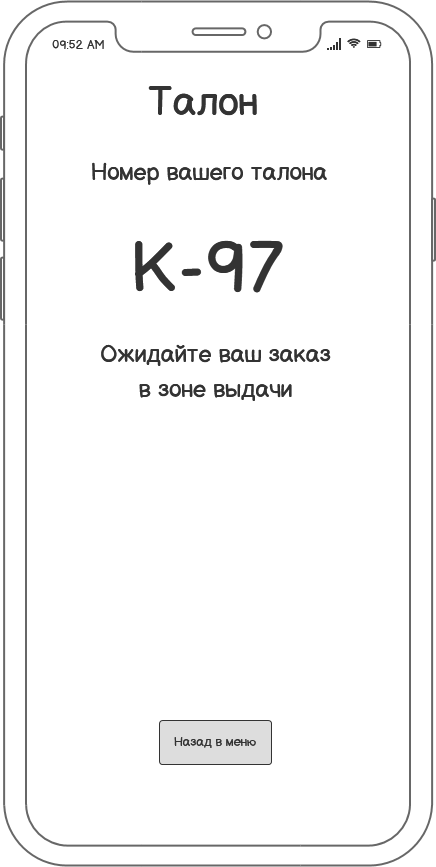 09:52 AM
Талон
Номер вашего талона
К-97
Ожидайте ваш заказ
в зоне выдачи
Назад в меню